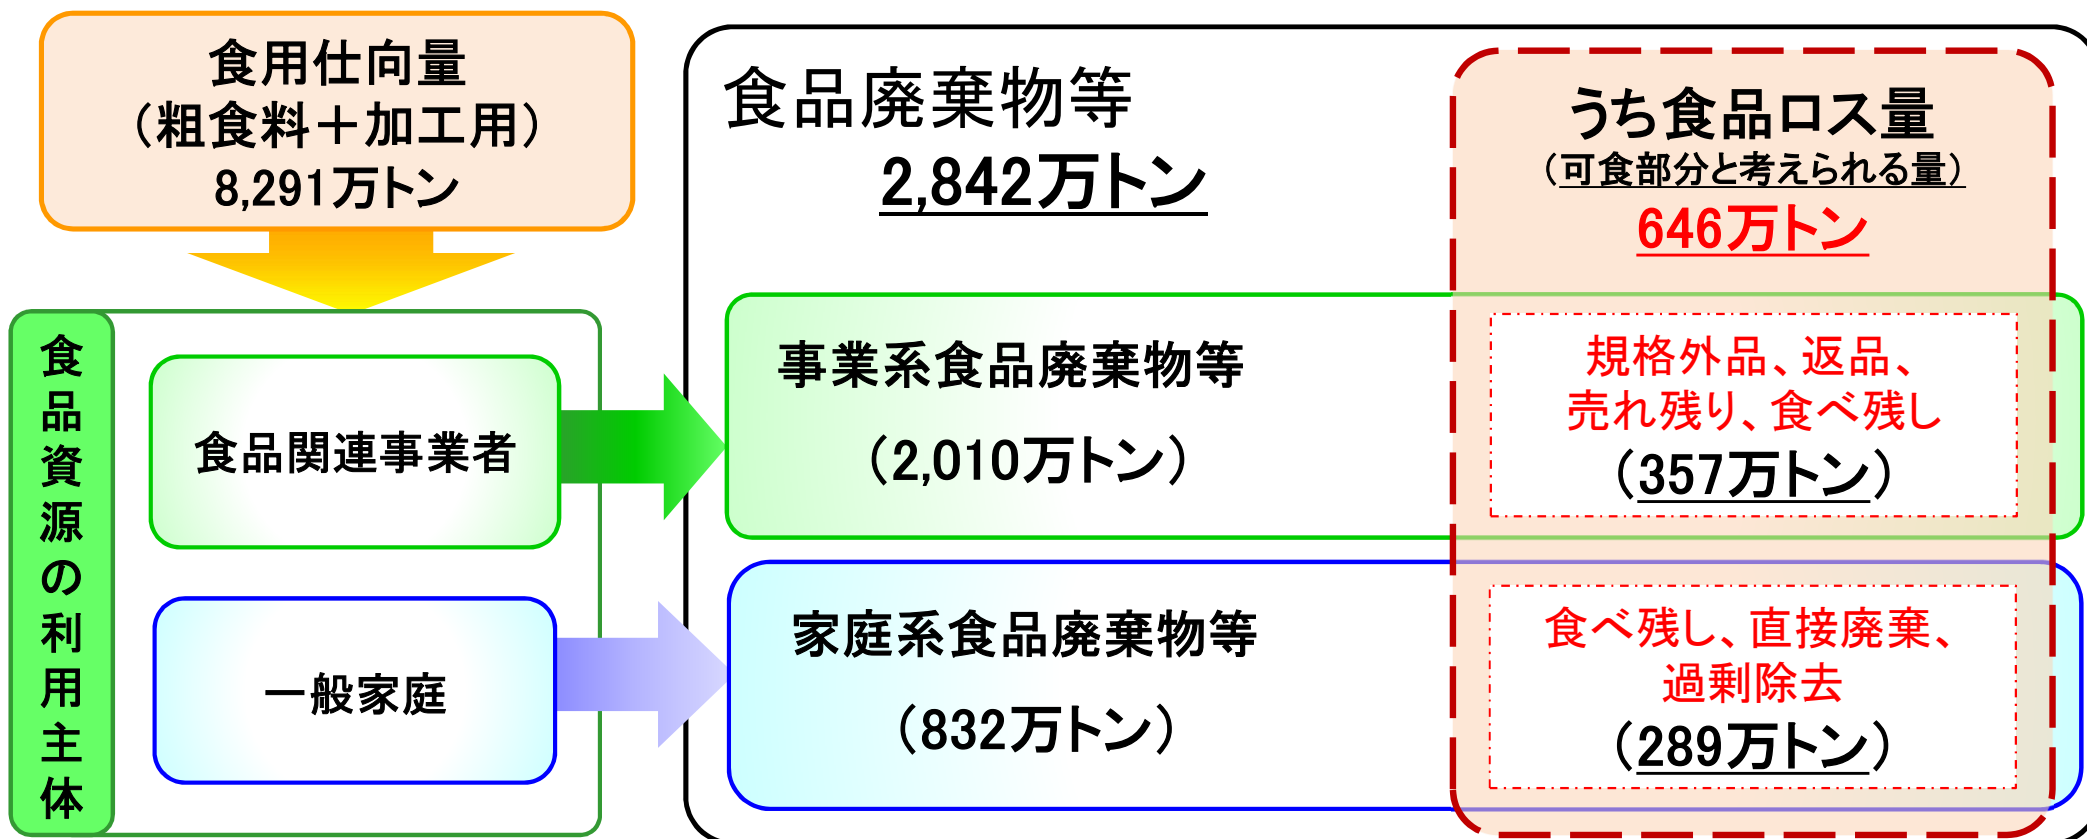 食用仕向量
（粗食料＋加工用）
8,291万トン
食品資源の利用主体
食品関連事業者
一般家庭
食品廃棄物等
2,842万トン
うち食品ロス量
（可食部分と考えられる量）
646万トン
事業系食品廃棄物等
（2,010万トン）
規格外品、返品、
売れ残り、食べ残し
（357万トン）
家庭系食品廃棄物等
（832万トン）
食べ残し、直接廃棄、
過剰除去
（289万トン）